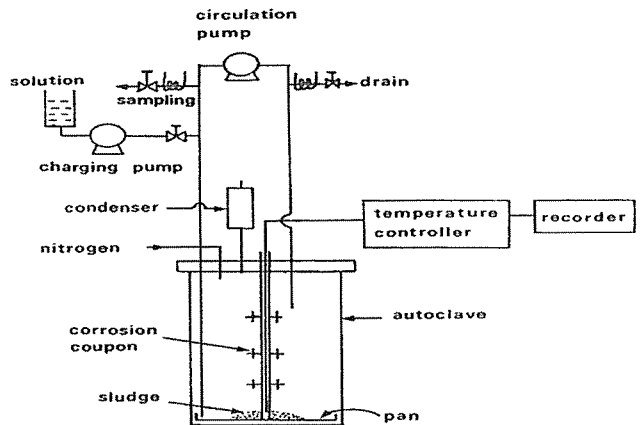 circulation
pump
solution
sampling
drain
charging pump
condenser
temperature
controller
recorder
nitrogen
autoclave
corrosion
coupon
sludge
pan